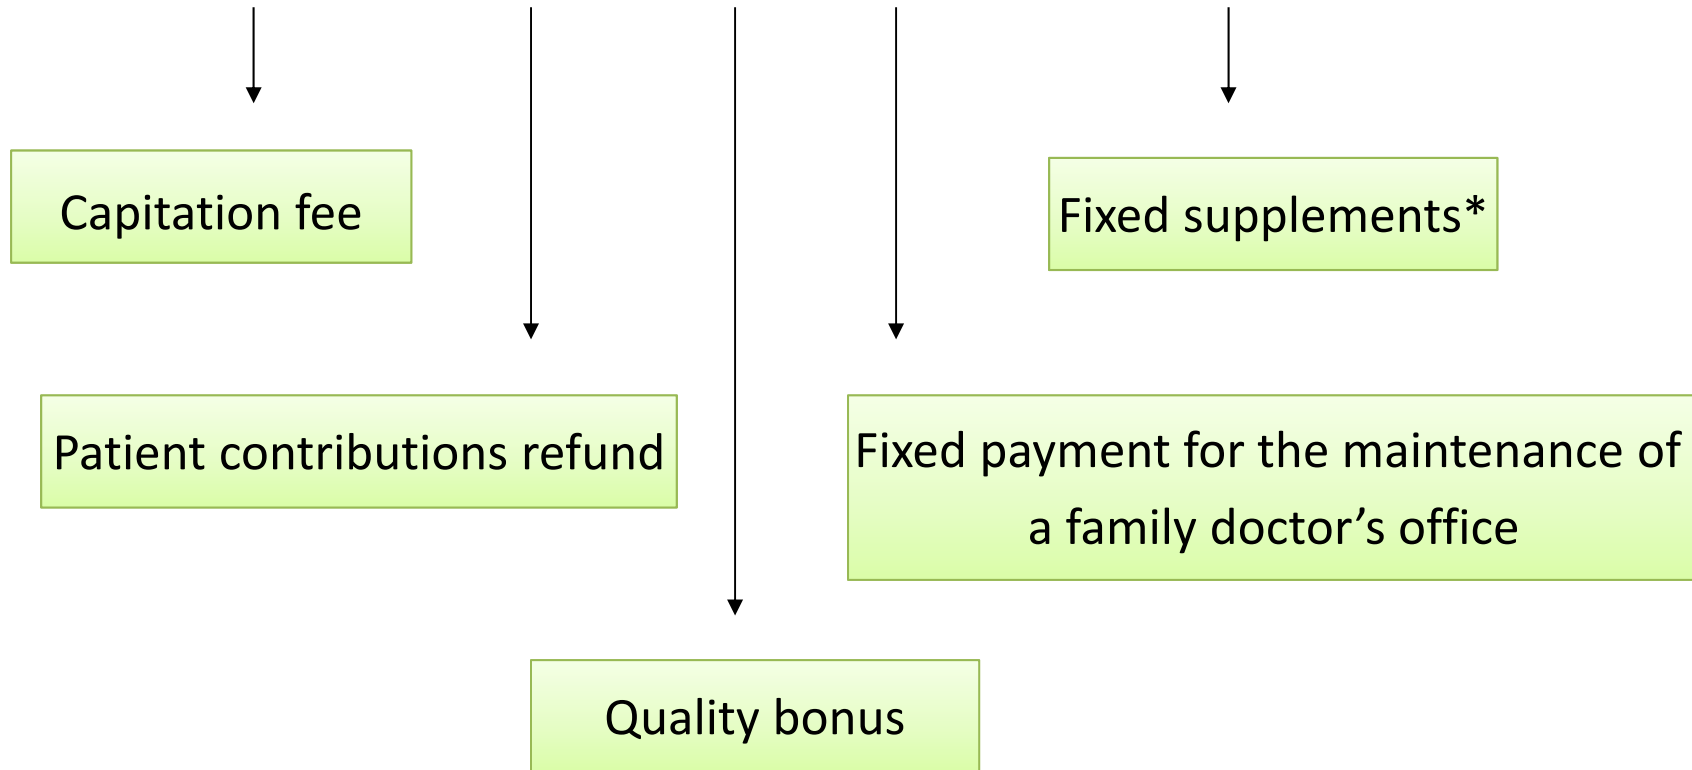 Capitation fee
Fixed supplements*
Patient contributions refund
Fixed payment for the maintenance of
a family doctor’s office
Quality bonus